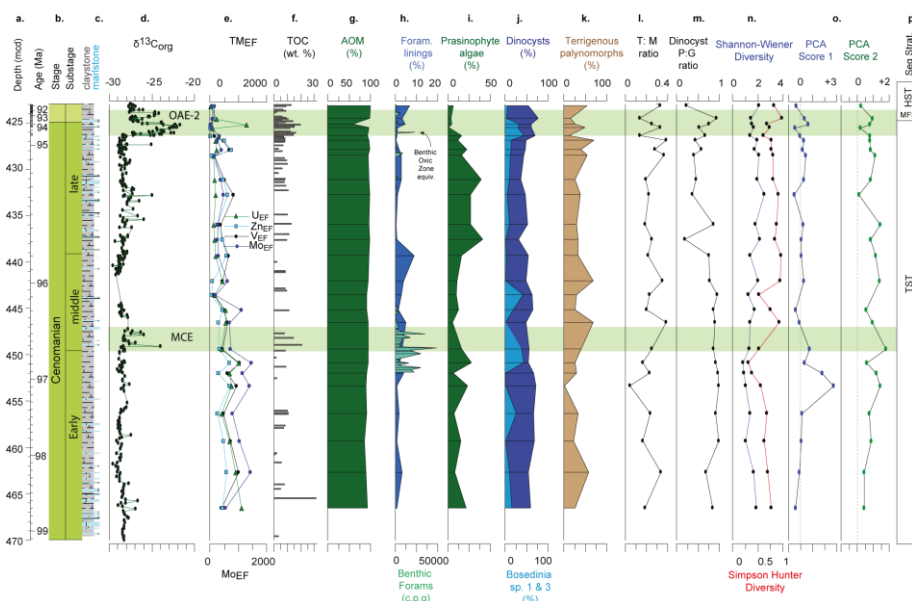 a. b. c. d. e. f. g. h. i. j. k. l. m. n. o. p.
Depth (mcd)
Age (Ma)
Stage
Substage
claystone
marlstone
δ13Corg
TMEF
TOC
(wt. %)
AOM
(%)
Foram.
linings
(%)
Prasinophyte
algae
(%)
Dinocysts
(%)
Terrigenous
palynomorphs
(%)
T: M
ratio
Dinocyst
P:G
ratio
Shannon-Wiener
Diversity
PCA
Score 1
PCA
Score 2
Seq Strat.
-30 -25 -20
0 2000
0 30
0 50 100
0 50
0 50
0 100
0 50
0 0.4
0 1
0 2 4
0 +3
0 +2
425
430
435
440
445
450
455
460
465
470
92
93
94
95
96
97
98
99
Cenomanian
late
middle
Early
OAE-2
MCE
UEF
ZnEF
VEF
MoEF
Benthic
Oxic
Zone
equiv.
HST
TST
0 2000
MoEF
0 50000
Benthic
Forams
(c.p.g)
0 100
Bosedinia
sp. 1 & 3
(%)
0 0.5 1
Simpson Hunter
Diversity